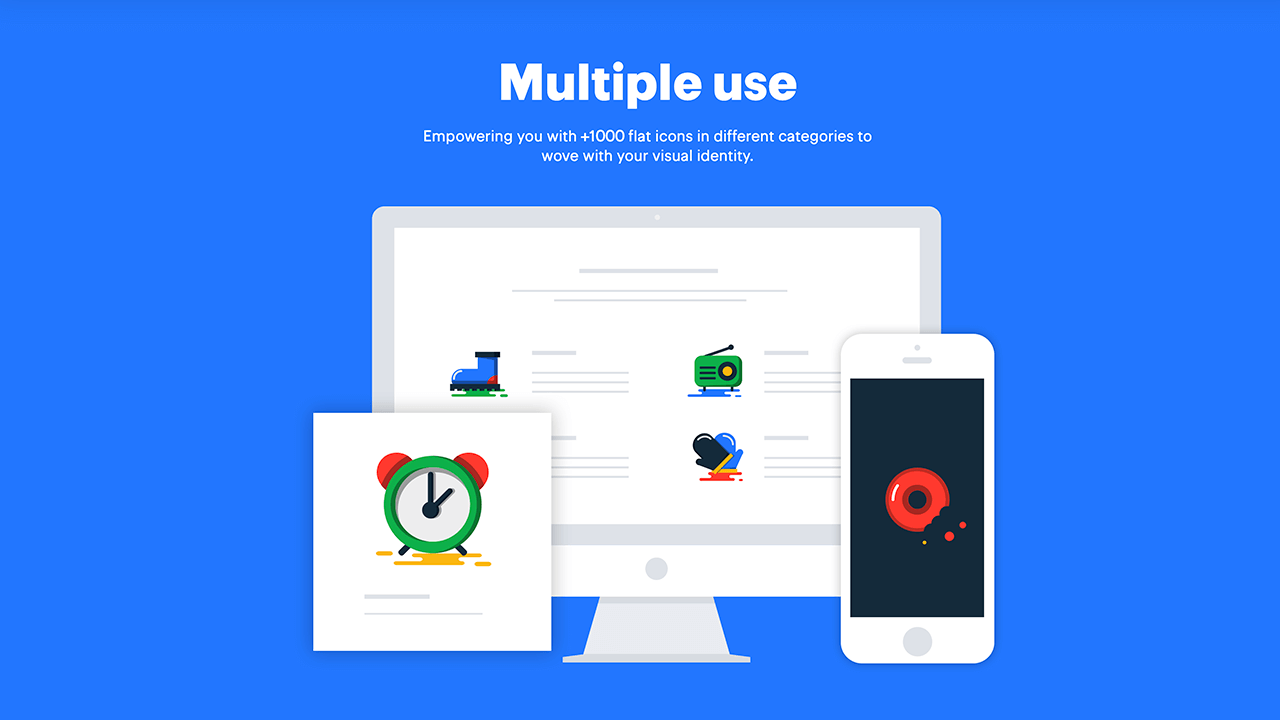 Multiple use
Empowering you with +1000 flat icons in different categories to
wove with your visual identity.